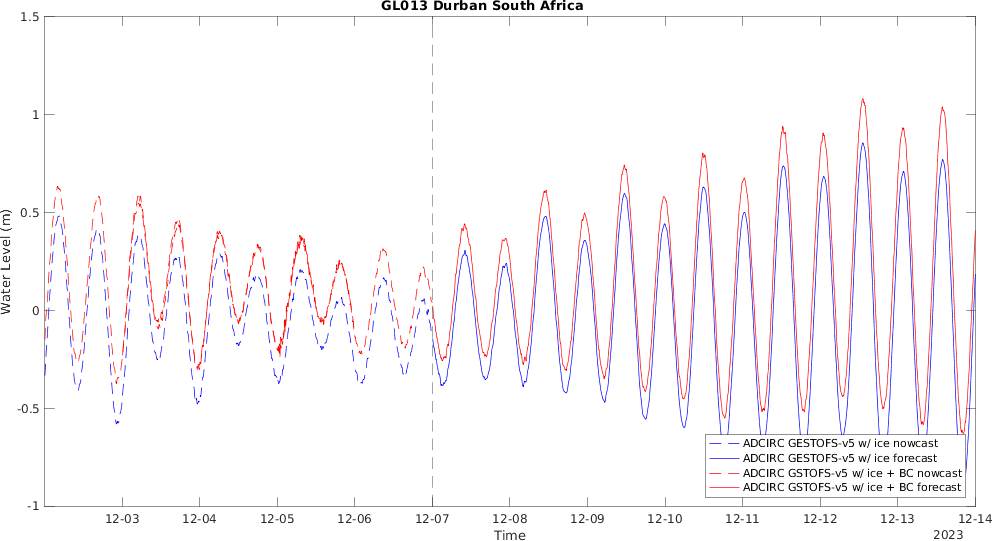 GL013 Durban South Africa
1.5
1
0.5
0
-0.5
-1
Water Level (m)
ADCIRC GESTOFS-v5 w/ ice nowcast
ADCIRC GESTOFS-v5 w/ ice forecast
ADCIRC GSTOFS-v5 w/ ice + BC nowcast
ADCIRC GSTOFS-v5 w/ ice + BC forecast
12-03 12-04 12-05 12-06 12-07 12-08 12-09 12-10 12-11 12-12 12-13 12-14
Time
2023